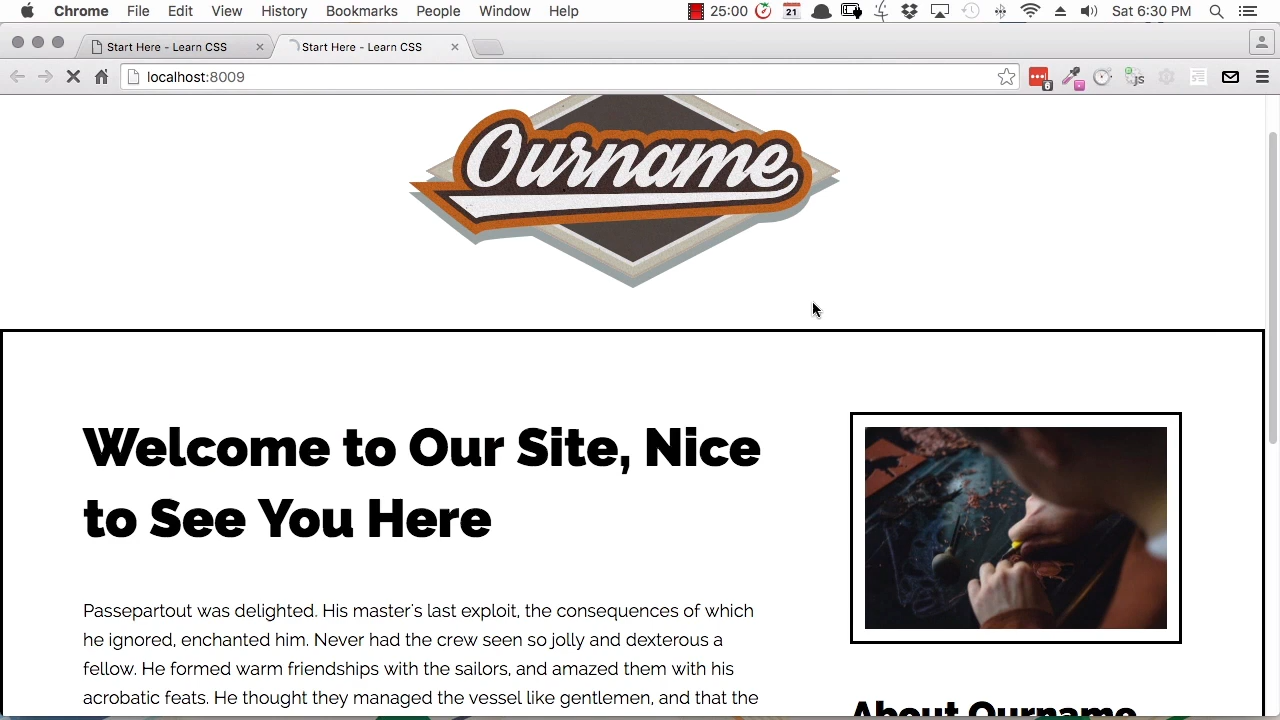 Chrome File Edit View History Bookmarks People Window Help 25:00 21 Sat 6:30 PM
Start Here - Learn CSS Start Here - Learn CSS
localhost:8009 6 JS
Ourname
Welcome to Our Site, Nice
to See You Here
Passepartout was delighted. His master's last exploit, the consequences of which
he ignored, enchanted him. Never had the crew seen so jolly and dexterous a
fellow. He formed warm friendships with the sailors, and amazed them with his
acrobatic feats. He thought they managed the vessel like gentlemen, and that the
About Ourname